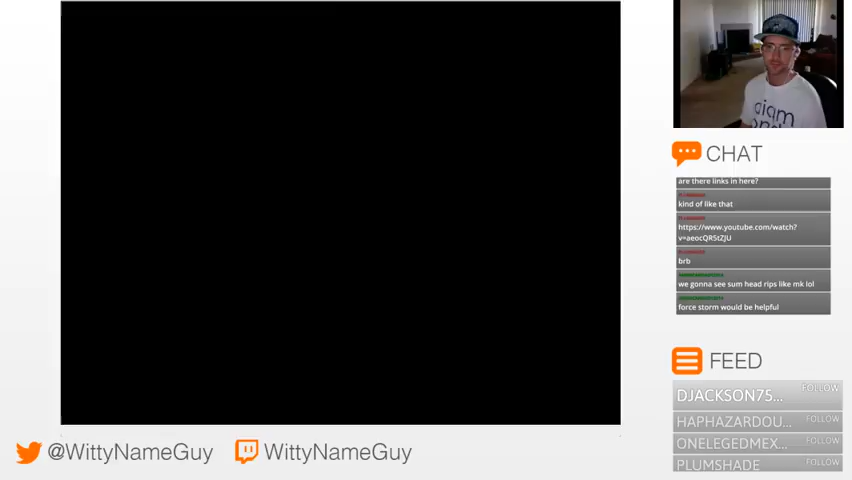 CHAT
are there links in here?
kind of like that
https://www.youtube.com/watch?
v=aeocQR5tZJU
brb
we gonna see sum head rips like mk lol
force storm would be helpful
FEED
DJACKSON75... FOLLOW
HAPHAZARDOU... FOLLOW
ONELEGEDMEX... FOLLOW
PLUMSHADE FOLLOW
@WittyNameGuy WittyNameGuy